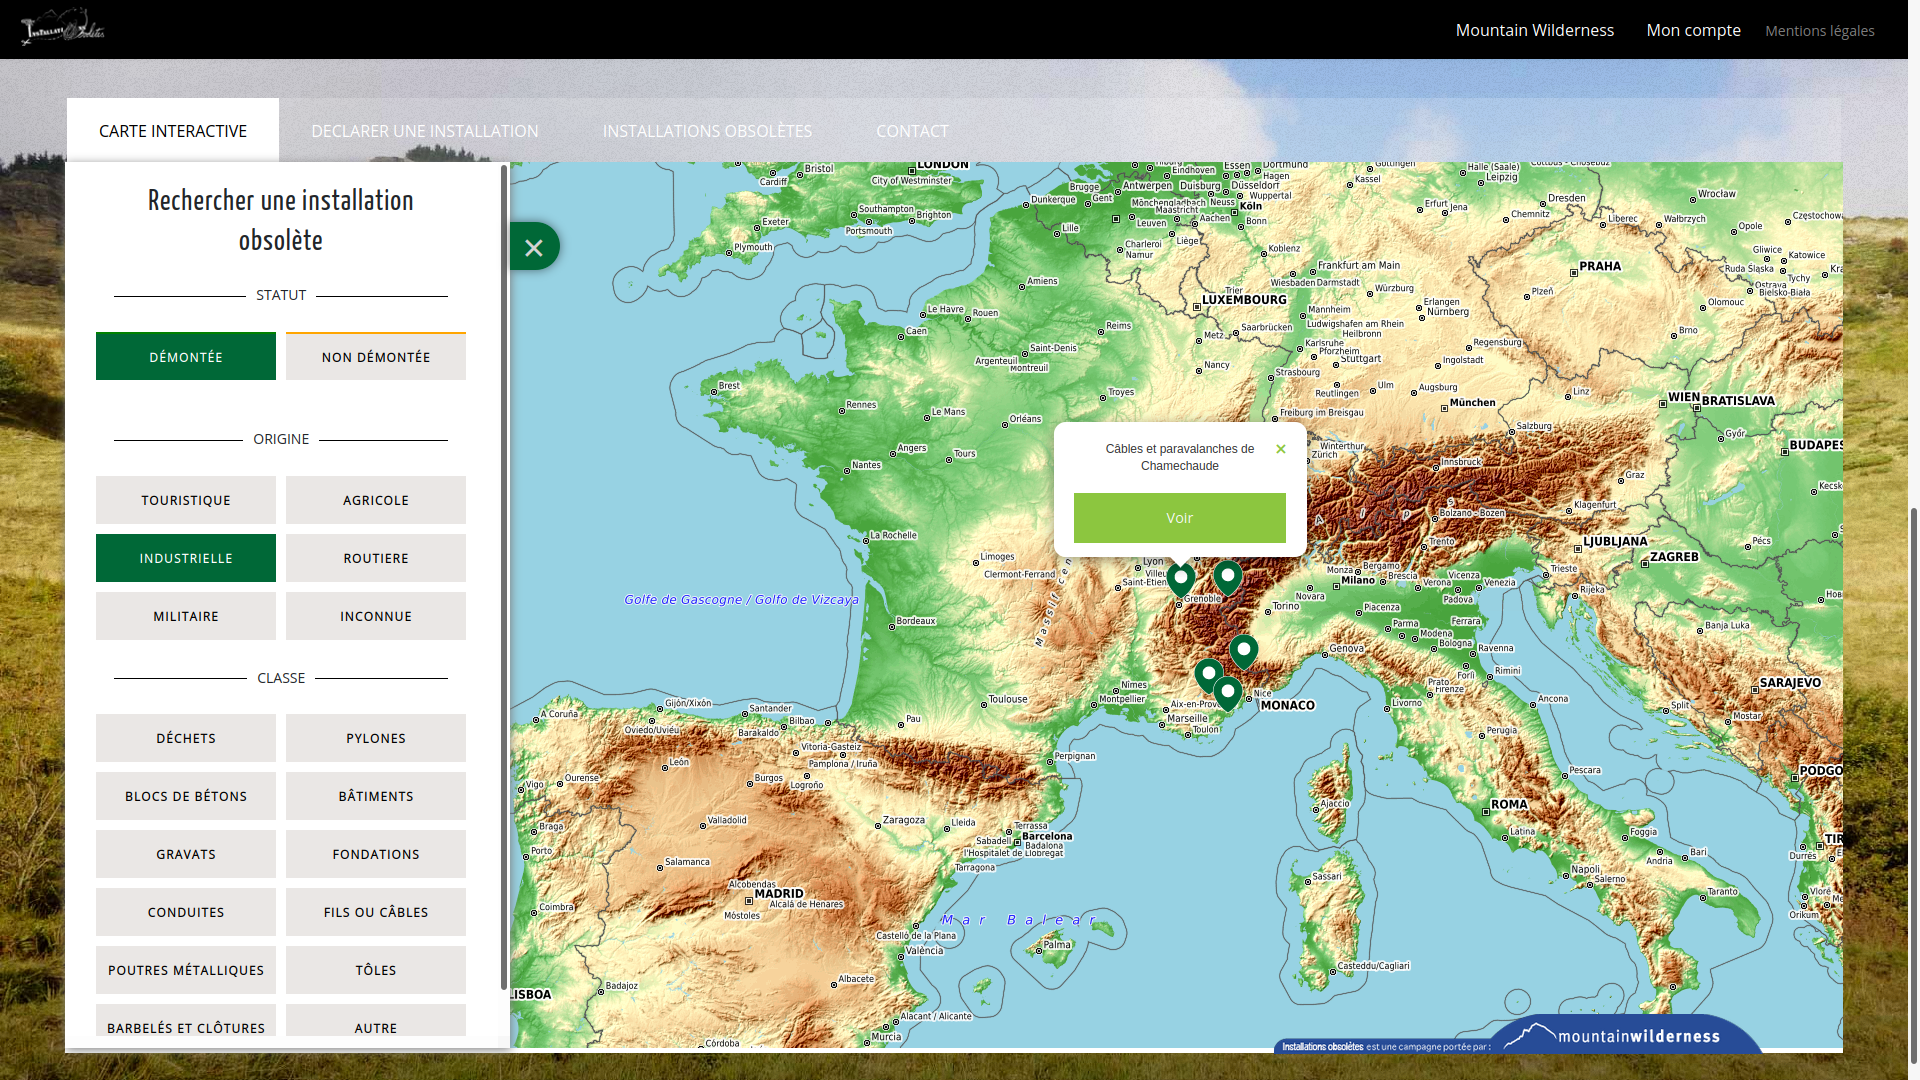 Mountain Wilderness
Mon compte
Mentions légales
CARTE INTERACTIVE
DECLARER UNE INSTALLATION
INSTALLATIONS OBSOLÈTES
CONTACT
Rechercher une installation
obsolète
STATUT
DÉMONTÉE
NON DÉMONTÉE
ORIGINE
TOURISTIQUE
AGRICOLE
INDUSTRIELLE
ROUTIERE
MILITAIRE
INCONNUE
CLASSE
DÉCHETS
PYLONES
BLOCS DE BÉTONS
BÂTIMENTS
GRAVATS
FONDATIONS
CONDUITES
FILS OU CÂBLES
POUTRES MÉTALLIQUES
TÔLES
BARBELÉS ET CLÔTURES
AUTRE
Câbles et paravalanches de
Chamechaude
Voir
LONDON
City of Westminster
Bristol
Cardiff
Southampton
Portsmouth
Brighton
Exeter
Plymouth
Dunkerque
Brugge
Gent
Antwerpen
Eindhoven
Essen
Dortmund
Hagen
Duisburg
Düsseldorf
Wuppertal
Mönchengladbach
Neuss
Köln
Maastricht
Aachen
Bonn
Leuven
Liège
Lille
Charleroi
Namur
Koblenz
Kassel
Göttingen
Halle (Saale)
Leipzig
Erfurt
Jena
Chemnitz
Dresden
Cottbus - Chóśebuz
Liberec
Wrocław
Wałbrzych
Opole
Częstochowa
Gliwice
Katowice
Ruda Śląska
Tychy
Ostrava
Bielsko-Biała
Olomouc
Brno
PRAHA
Plzeň
Amiens
Le Havre
Rouen
Caen
Reims
Saint-Denis
Argenteuil
Montreuil
LUXEMBOURG
Trier
Metz
Saarbrücken
Nancy
Strasbourg
Frankfurt am Main
Wiesbaden
Darmstadt
Würzburg
Mannheim
Ludwigshafen am Rhein
Heilbronn
Karlsruhe
Pforzheim
Stuttgart
Erlangen
Nürnberg
Regensburg
Ingolstadt
Reutlingen
Ulm
Augsburg
München
Freiburg im Breisgau
Linz
WIEN
BRATISLAVA
Salzburg
Győr
BUDAPES
Brest
Rennes
Le Mans
Orléans
Troyes
Angers
Tours
Nantes
La Rochelle
Limoges
Clermont-Ferrand
Lyon
Saint-Etien
Grenoble
Winterthur
Zürich
Innsbruck
Graz
Klagenfurt
Bolzano - Bozen
Trento
LJUBLJANA
ZAGREB
Pécs
Kecsk
Trieste
Rijeka
Monza
Bergamo
Milano
Brescia
Verona
Vicenza
Padova
Venezia
Novara
Torino
Piacenza
Parma
Modena
Ferrara
Bologna
Ravenna
Genova
Forlì
Rimini
Banja Luka
Golfe de Gascogne / Golfo de Vizcaya
Massif cen
Bordeaux
Toulouse
Nîmes
Montpellier
Aix-en-Prov
Marseille
Toulon
Nice
MONACO
Prato
Firenze
Livorno
Ancona
Split
Mostar
SARAJEVO
Perugia
Pescara
PODGO
A Coruña
Gijón/Xixón
Oviedo/Uviéu
Santander
Bilbao
Barakaldo
Vitoria-Gasteiz
Pamplona / Iruña
Pau
Perpignan
León
Ourense
Vigo
Burgos
Logroño
Braga
Porto
Valladolid
Zaragoza
Lleida
Terrassa
Sabadell
Barcelona
Badalona
l'Hospitalet de Llobregat
Tarragona
Ajaccio
ROMA
Latina
Foggia
Bari
Andria
Napoli
Salerno
Taranto
TIR
Durrës
Vlorë
Orikum
Salamanca
Alcobendas
MADRID
Alcalá de Henares
Móstoles
Coimbra
Castelló de la Plana
València
Mar Balear
Palma
Sassari
Casteddu/Cagliari
Badajoz
Albacete
LISBOA
Alacant / Alicante
Murcia
Córdoba
Installations obsolètes est une campagne portée par :
mountainwilderness